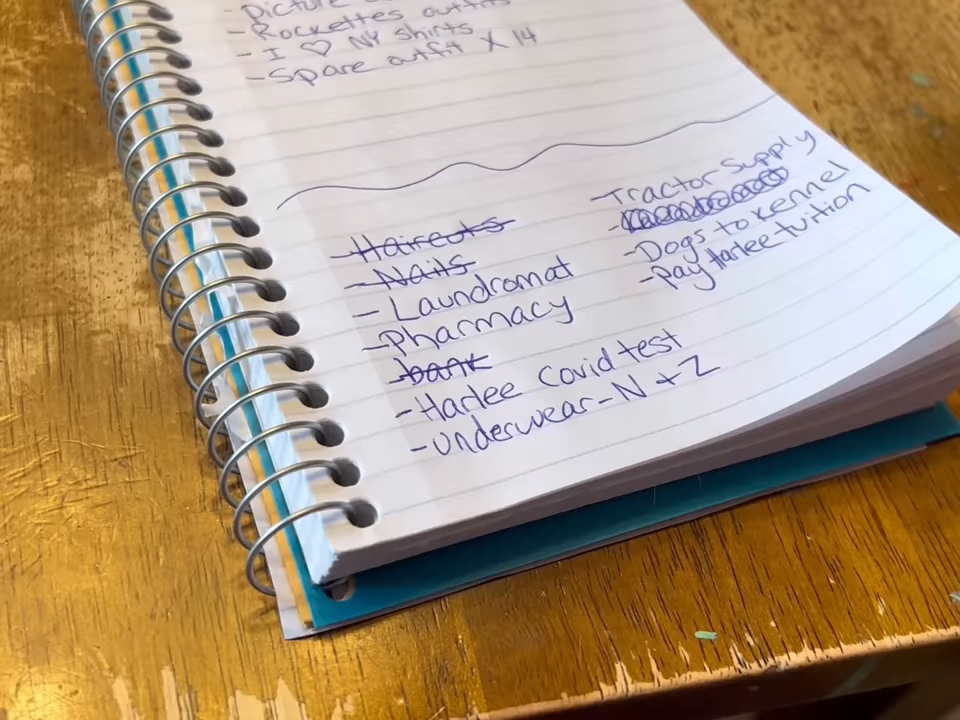 - Picture
- Rockettes outfits
- I ♡ NY shirts
- Spare outfit X 14
- Haircuts
- Nails
- Laundromat
- Pharmacy
- bank
- Harlee Covid test
- Underwear - N + Z
- Tractor Supply
- Dogs to kennel
- Pay Harlee tuition